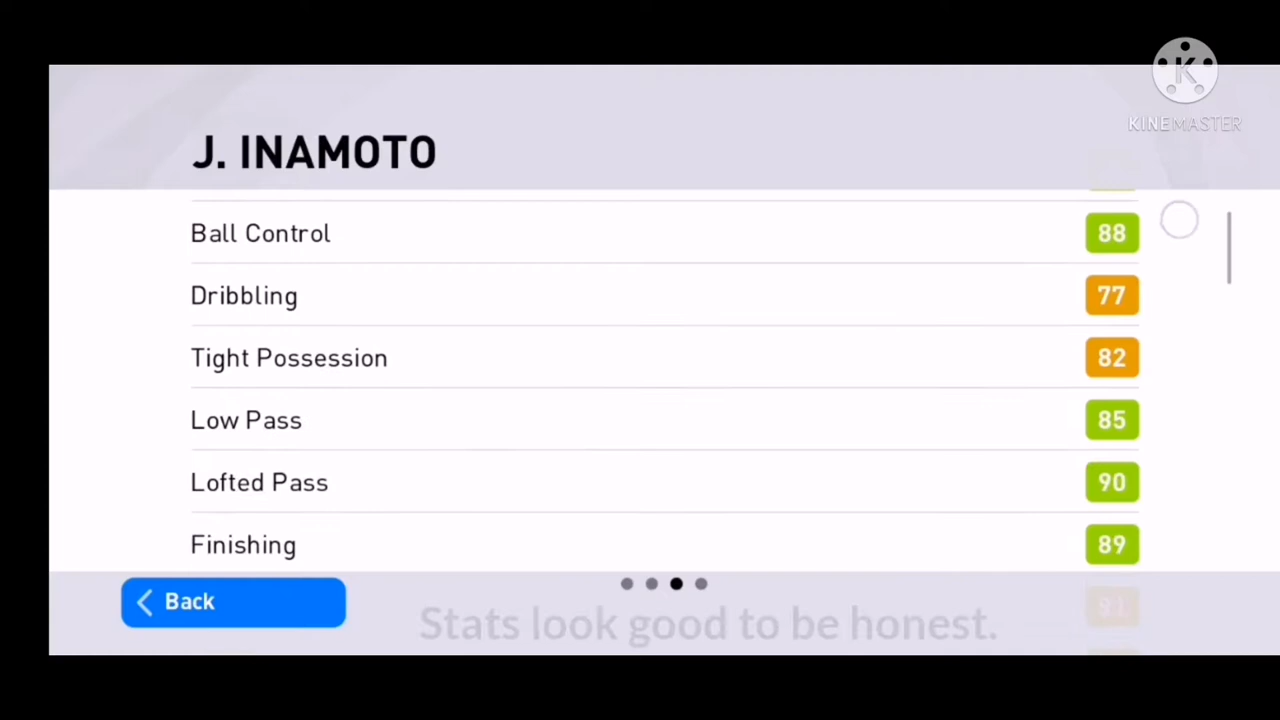 KINEMASTER
J. INAMOTO
Ball Control 88
Dribbling 77
Tight Possession 82
Low Pass 85
Lofted Pass 90
Finishing 89
Back
Stats look good to be honest.